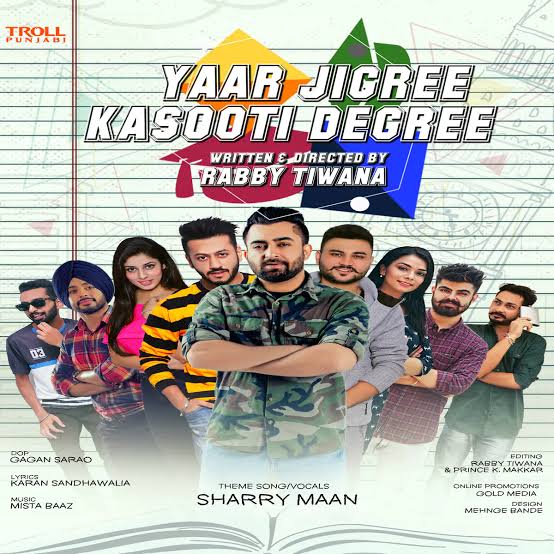 TROLL
PUNJABI
YAAR JIGREE
KASOOTI DEGREE
WRITTEN & DIRECTED BY
RABBY TIWANA
03
DOP
GAGAN SARAO
LYRICS
KARAN SANDHAWALIA
MUSIC
MISTA BAAZ
THEME SONG/VOCALS
SHARRY MAAN
EDITING
RABBY TIWANA
& PRINCE K. MAKKAR
ONLINE PROMOTIONS
GOLD MEDIA
DESIGN
MEHNGE BANDE